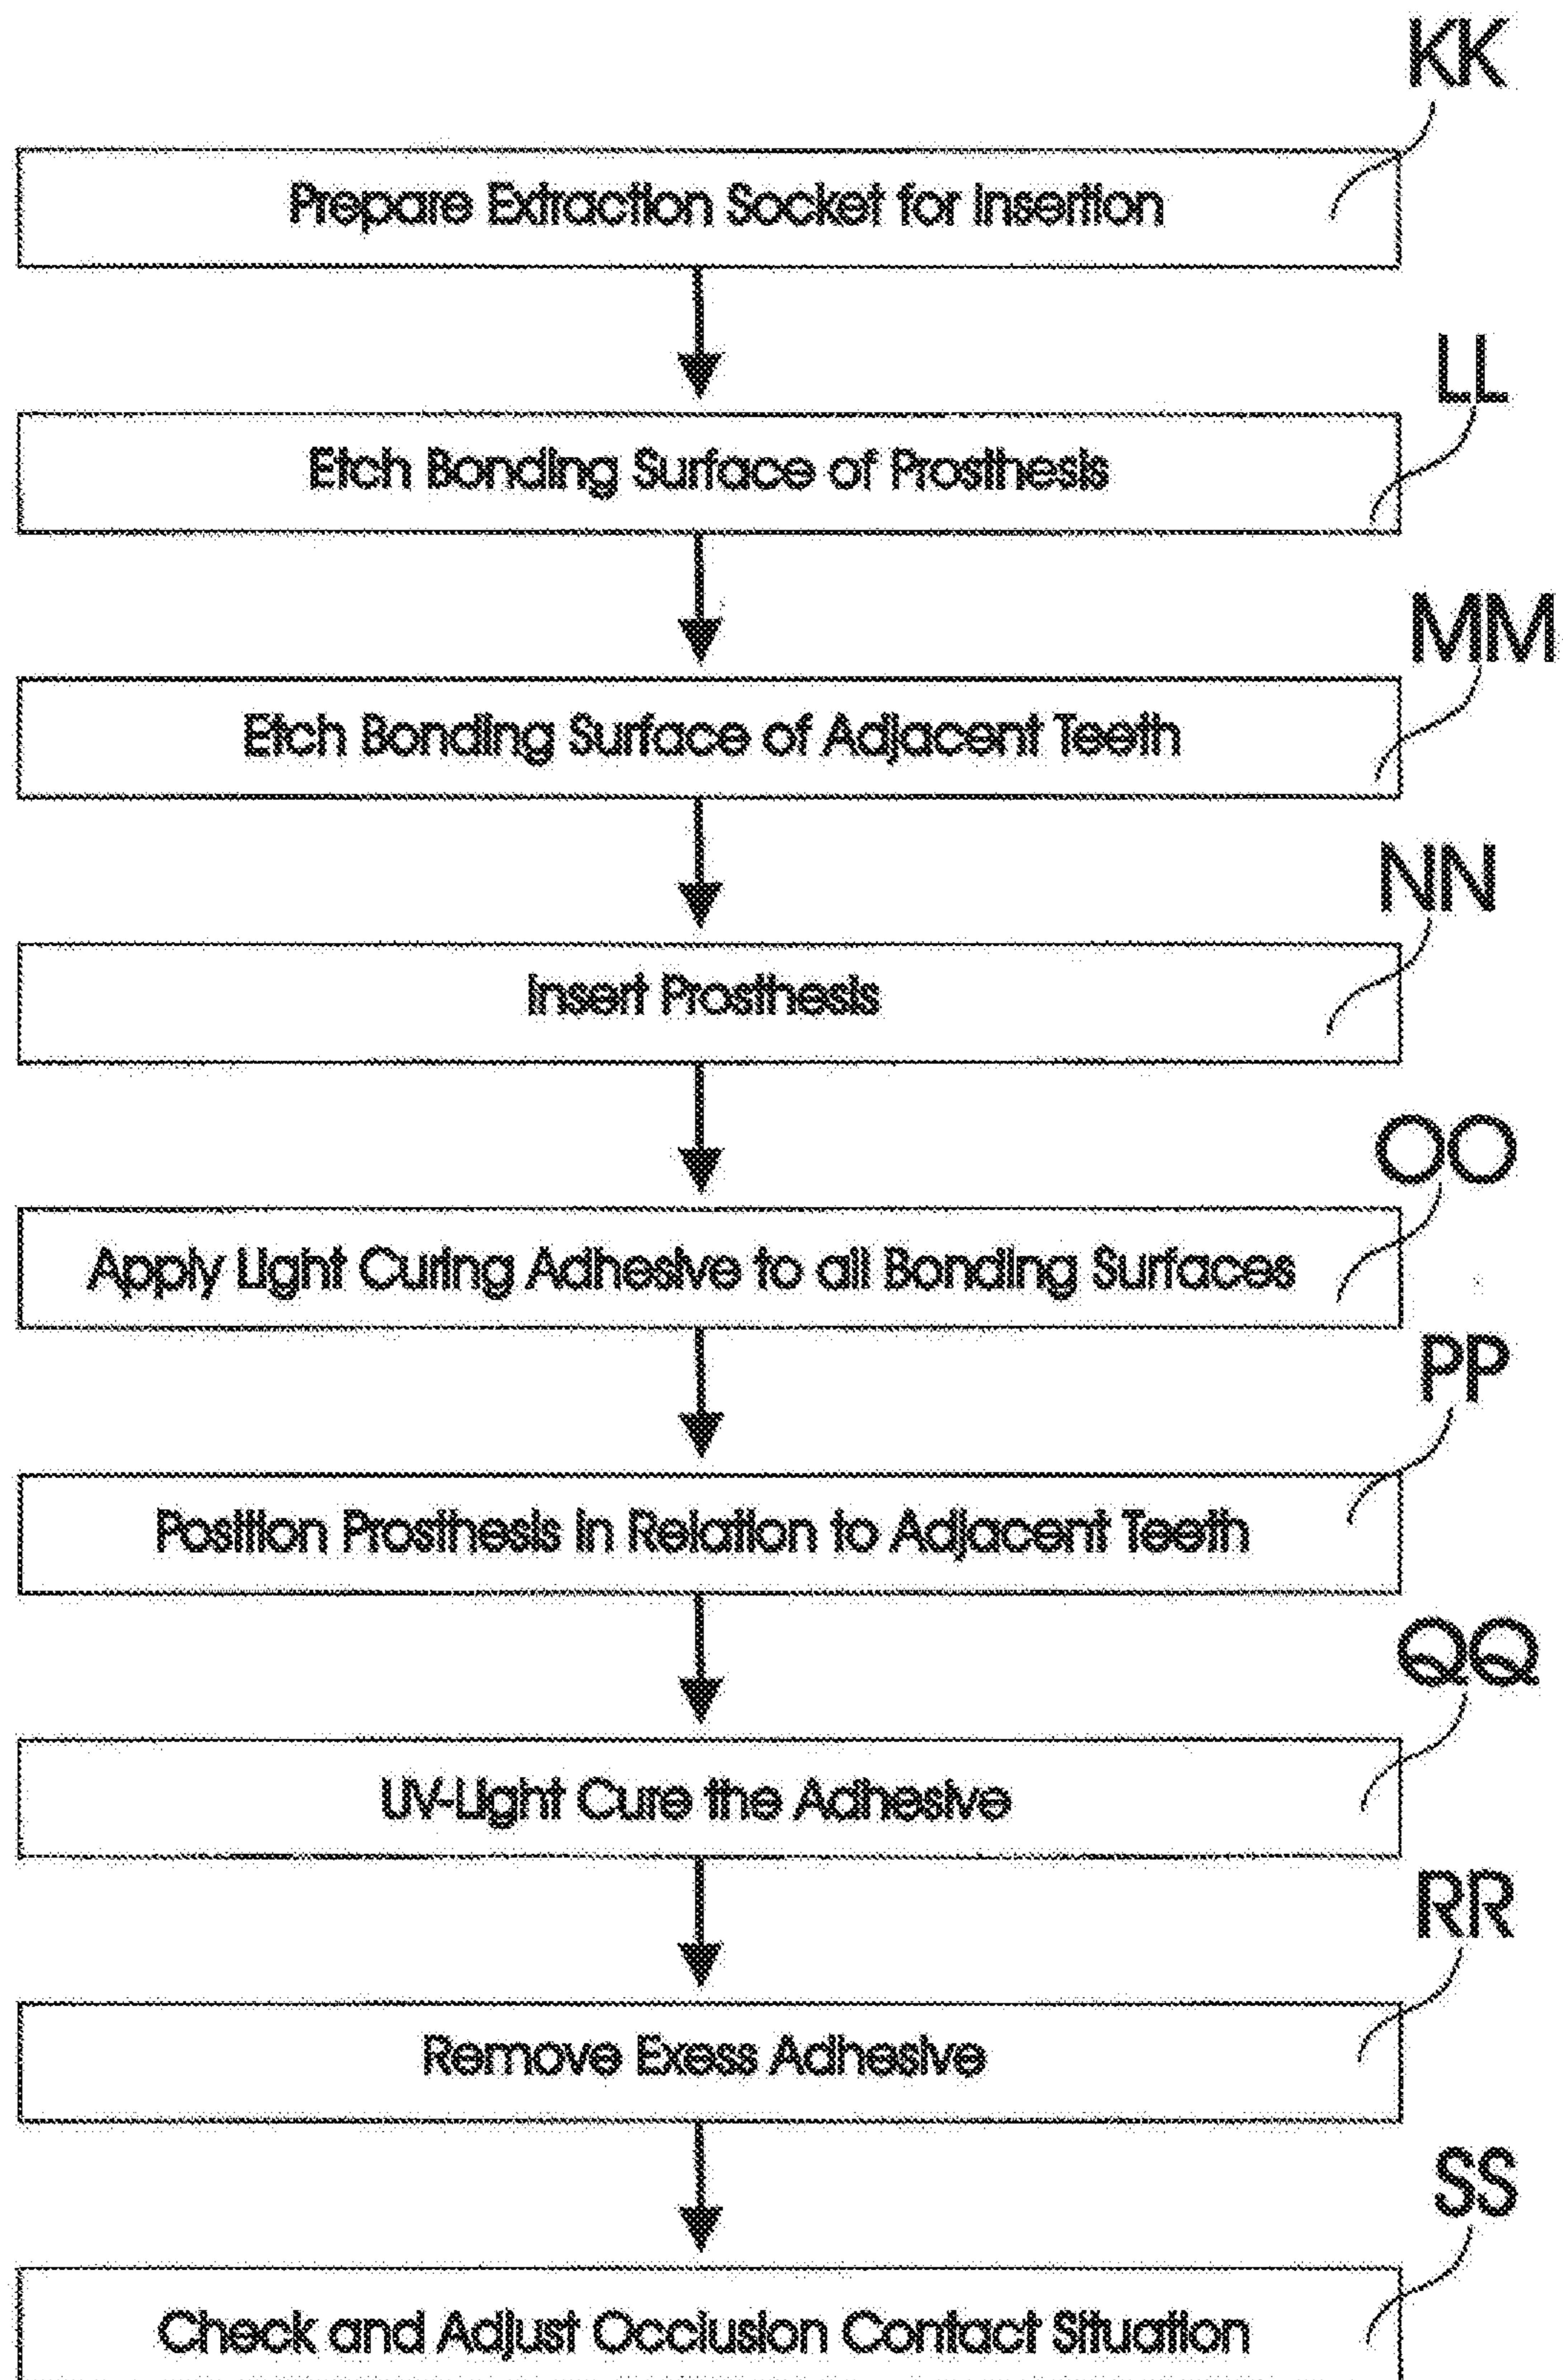 KK
Prepare Extraction Socket for Insertion
LL
Etch Bonding Surface of Prosthesis
MM
Etch Bonding Surface of Adjacent Teeth
NN
Insert Prosthesis
OO
Apply Light Curing Adhesive to all Bonding Surfaces
PP
Position Prosthesis in Relation to Adjacent Teeth
QQ
UV-Light Cure the Adhesive
RR
Remove Exess Adhesive
SS
Check and Adjust Occlusion Contact Situation